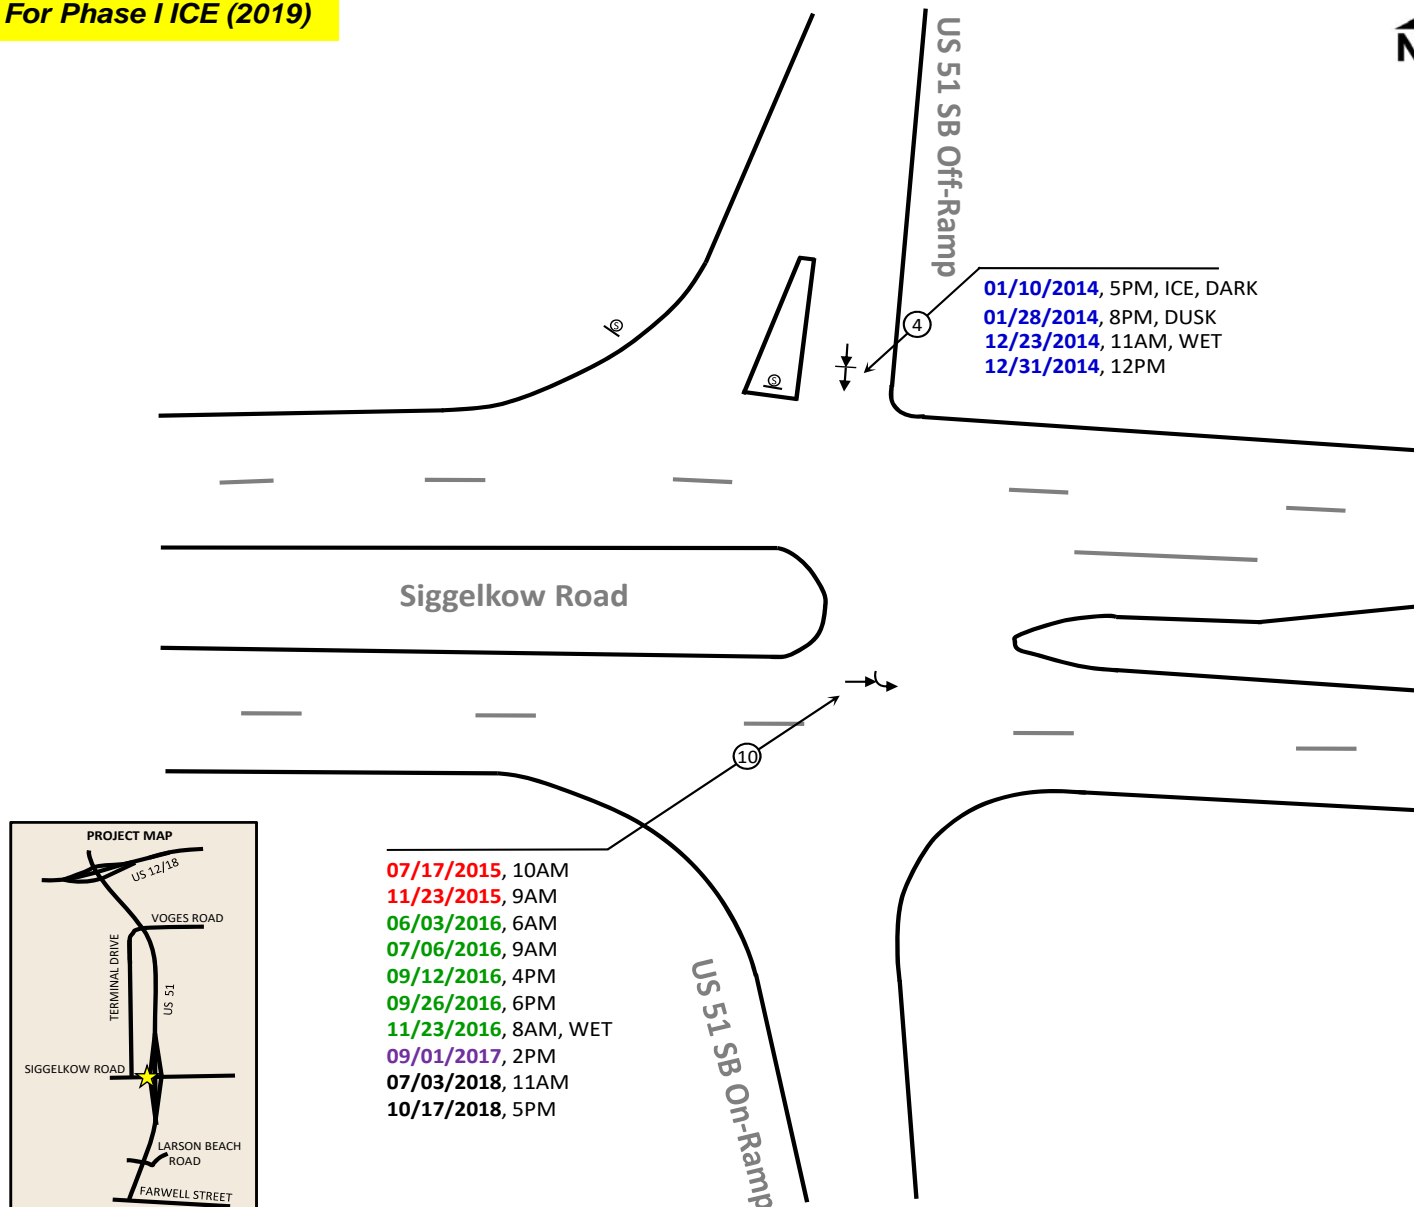 For Phase I ICE (2019)
N
US 51 SB Off-Ramp
01/10/2014, 5PM, ICE, DARK
01/28/2014, 8PM, DUSK
12/23/2014, 11AM, WET
12/31/2014, 12PM
4
S
S
Siggelkow Road
10
07/17/2015, 10AM
11/23/2015, 9AM
06/03/2016, 6AM
07/06/2016, 9AM
09/12/2016, 4PM
09/26/2016, 6PM
11/23/2016, 8AM, WET
09/01/2017, 2PM
07/03/2018, 11AM
10/17/2018, 5PM
US 51 SB On-Ramp
PROJECT MAP
US 12/18
VOGES ROAD
TERMINAL DRIVE
US 51
SIGGELKOW ROAD
LARSON BEACH
ROAD
FARWELL STREET